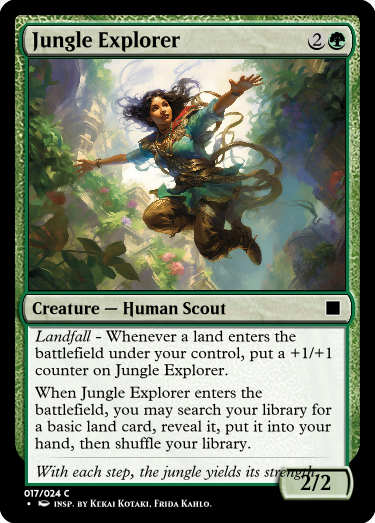 Jungle Explorer 2
Creature — Human Scout
Landfall - Whenever a land enters the
battlefield under your control, put a +1/+1
counter on Jungle Explorer.
When Jungle Explorer enters the
battlefield, you may search your library for
a basic land card, reveal it, put it into your
hand, then shuffle your library.
With each step, the jungle yields its strength.
2/2
017/024 C
• INSP. BY KEKAI KOTAKI, FRIDA KAHLO.